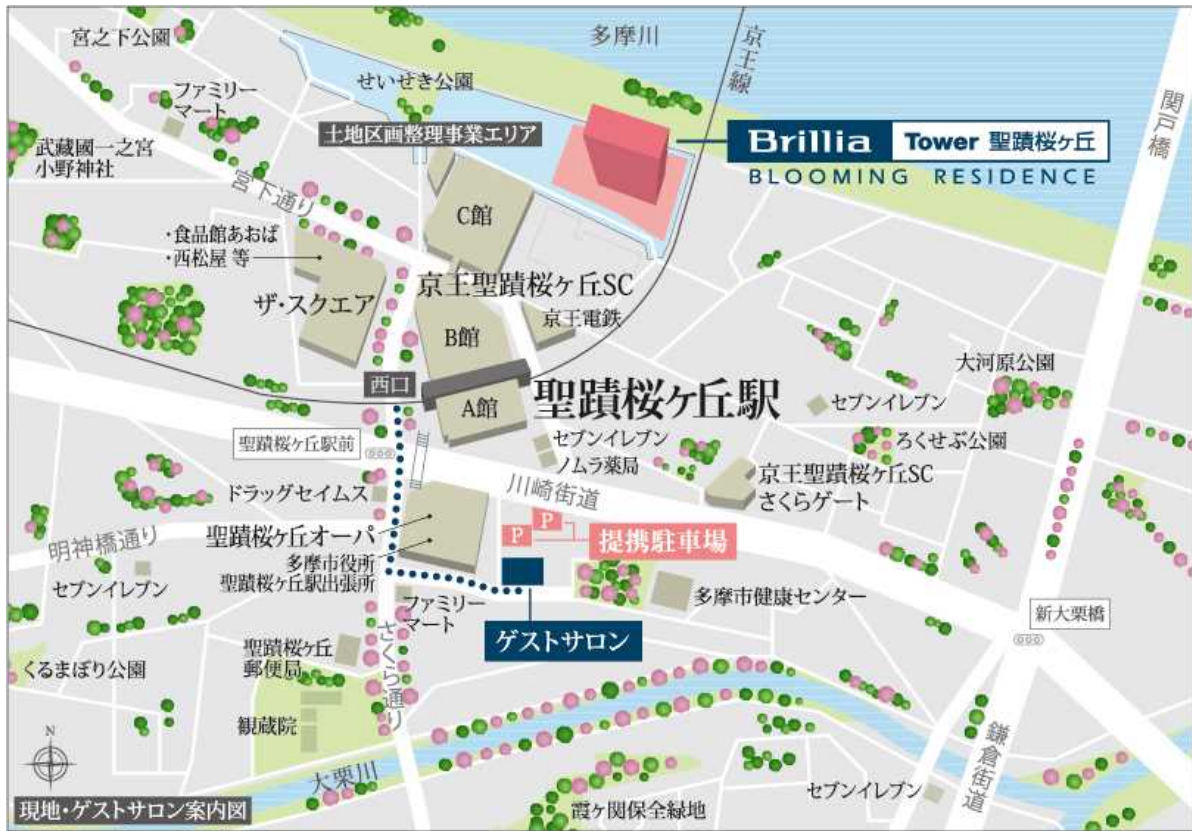 宮之下公園
多摩川
京王線
せいせき公園
ファミリー
マート
関戸橋
土地区画整理事業エリア
Brillia Tower 聖蹟桜ヶ丘
BLOOMING RESIDENCE
武蔵國一之宮
小野神社
宮下通り
C館
・食品館あおば
・西松屋 等
京王聖蹟桜ヶ丘SC
ザ・スクエア
京王電鉄
B館
大河原公園
西口
A館
聖蹟桜ヶ丘駅
セブンイレブン
聖蹟桜ヶ丘駅前
セブンイレブン
ノムラ薬局
ろくせぶ公園
京王聖蹟桜ヶ丘SC
さくらゲート
ドラッグセイムス
川崎街道
聖蹟桜ヶ丘オーパ
P
P
提携駐車場
明神橋通り
多摩市役所
聖蹟桜ヶ丘駅出張所
セブンイレブン
ファミリー
マート
多摩市健康センター
新大栗橋
ゲストサロン
聖蹟桜ヶ丘
郵便局
さくら通り
くるまぼり公園
観蔵院
鎌倉街道
N
大栗川
セブンイレブン
現地・ゲストサロン案内図
霞ヶ関保全緑地